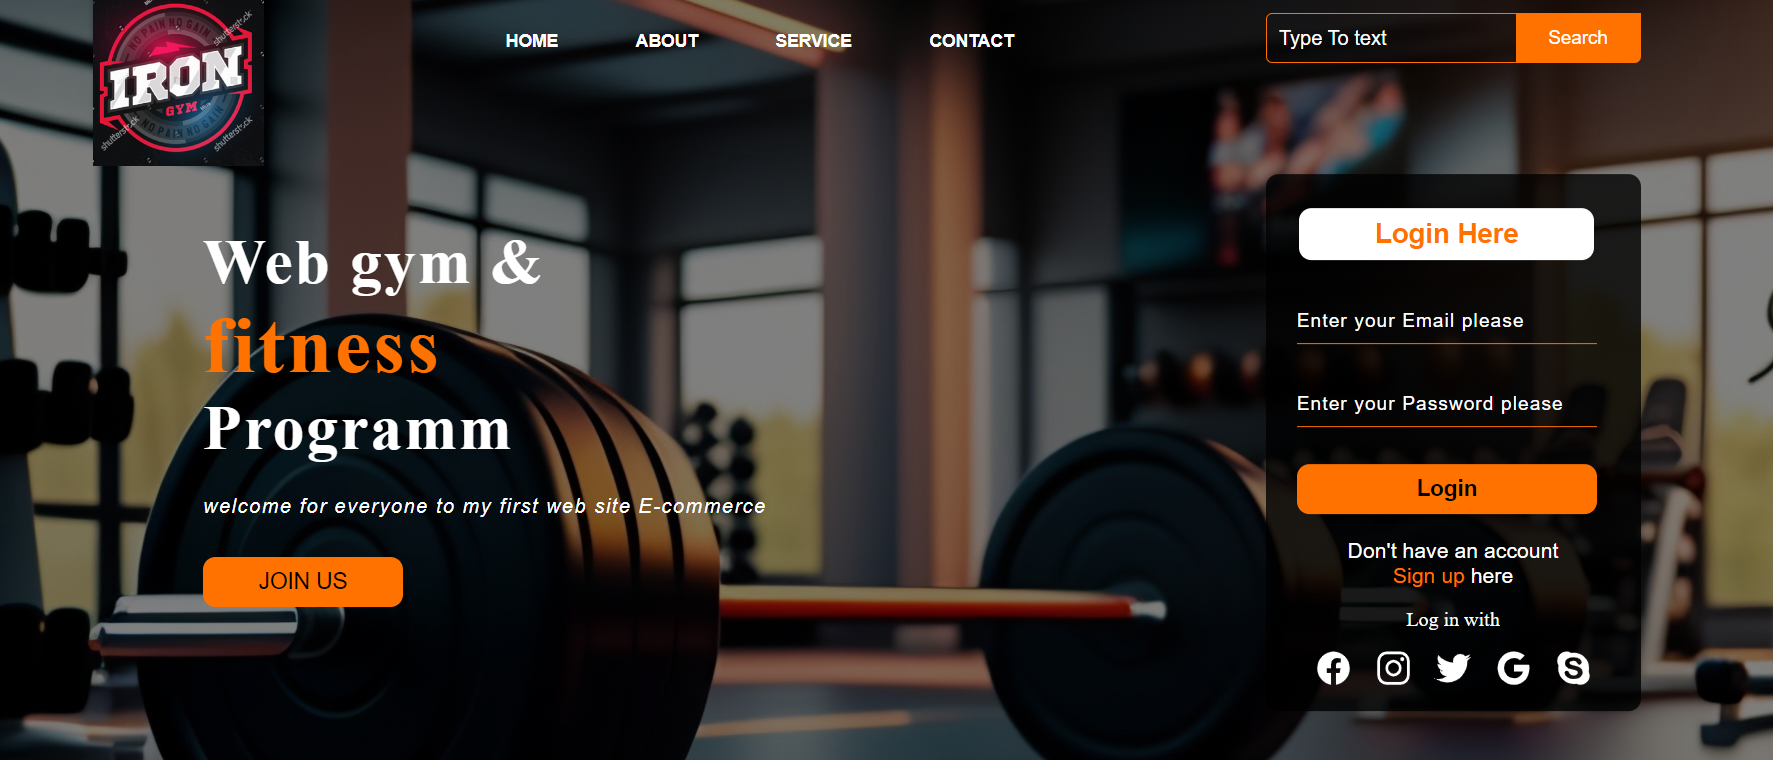 NO PAIN NO GAIN
IRON
GYM
NO PAIN NO GAIN
shutterstock
shutterstock
shutterstock
HOME
ABOUT
SERVICE
CONTACT
Type To text
Search
Web gym &
fitness
Programm
welcome for everyone to my first web site E-commerce
JOIN US
Login Here
Enter your Email please
Enter your Password please
Login
Don't have an account
Sign up here
Log in with